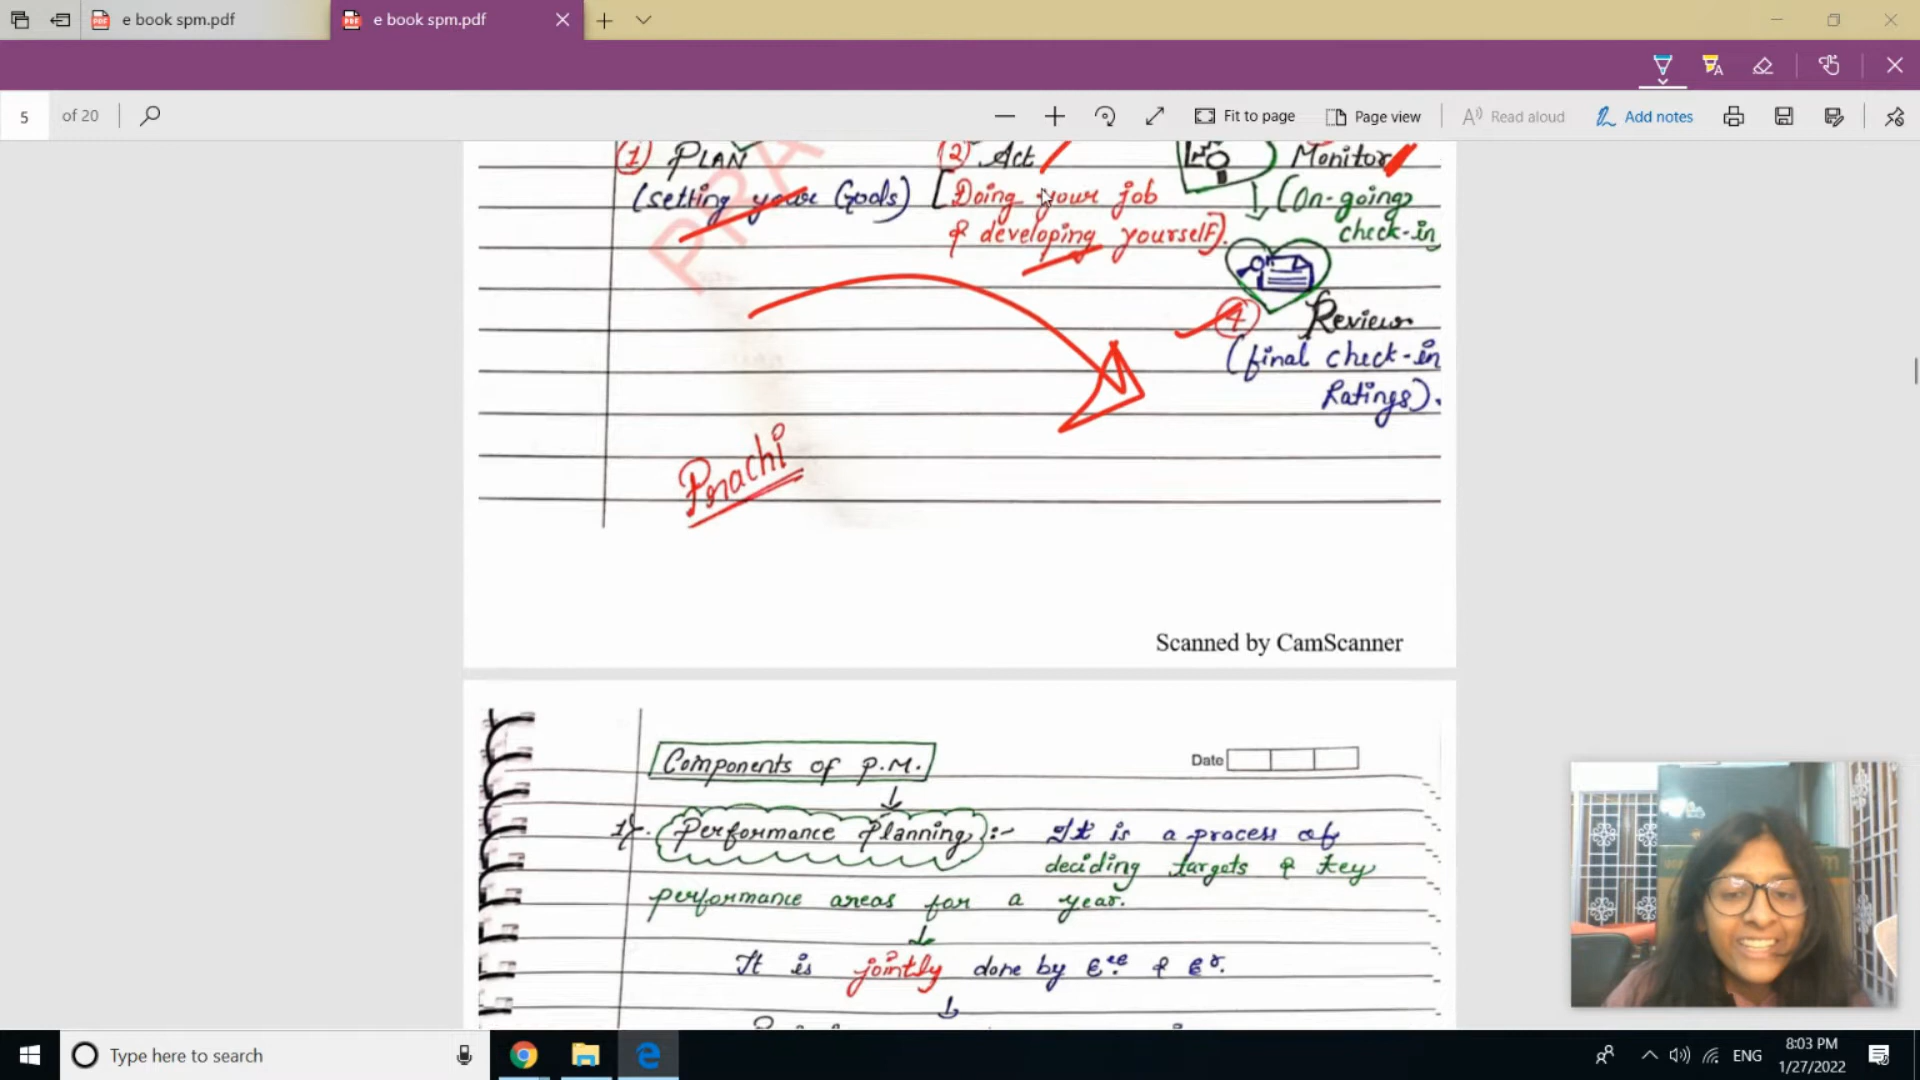 e book spm.pdf
e book spm.pdf
5 of 20
Fit to page
Page view
Read aloud
Add notes
(1) PLAN
(2) Act
Monitor
(setting your Goals)
[Doing your job
& developing yourself].
(On-going
check-in
PRA
(4) Review
(final check-in
Ratings).
Prachi
Scanned by CamScanner
Components of P.M.
Date
1). Performance Planning :- It is a process of
deciding targets & key
performance areas for a year.
It is jointly done by Eee & Er.
Type here to search
ENG
8:03 PM
1/27/2022